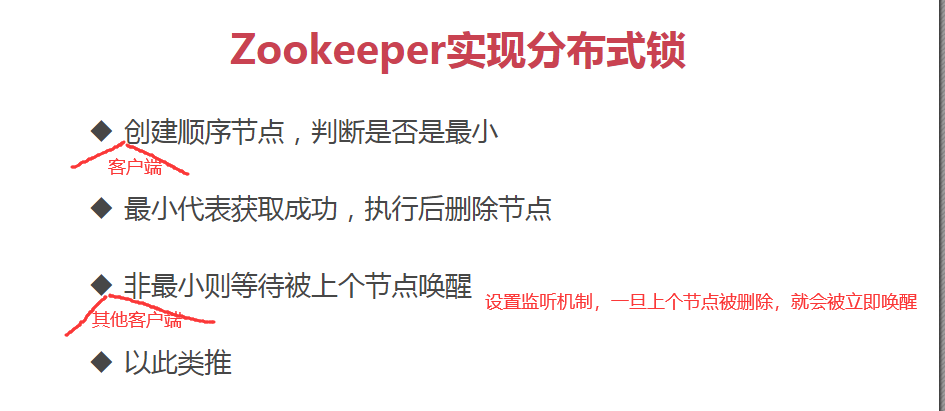 Zookeeper实现分布式锁
◆ 创建顺序节点，判断是否是最小
客户端
◆ 最小代表获取成功，执行后删除节点
◆ 非最小则等待被上个节点唤醒
设置监听机制，一旦上个节点被删除，就会被立即唤醒
其他客户端
◆ 以此类推